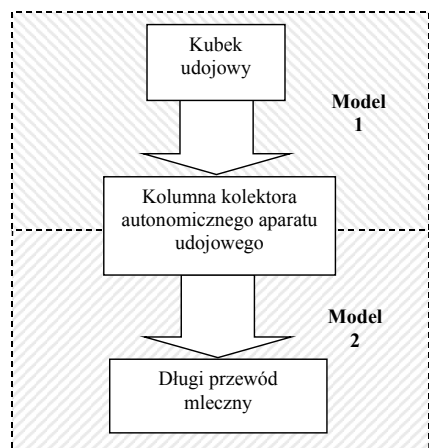 Kubek
udojowy
Model
1
Kolumna kolektora
autonomicznego aparatu
udojowego
Model
2
Długi przewód
mleczny